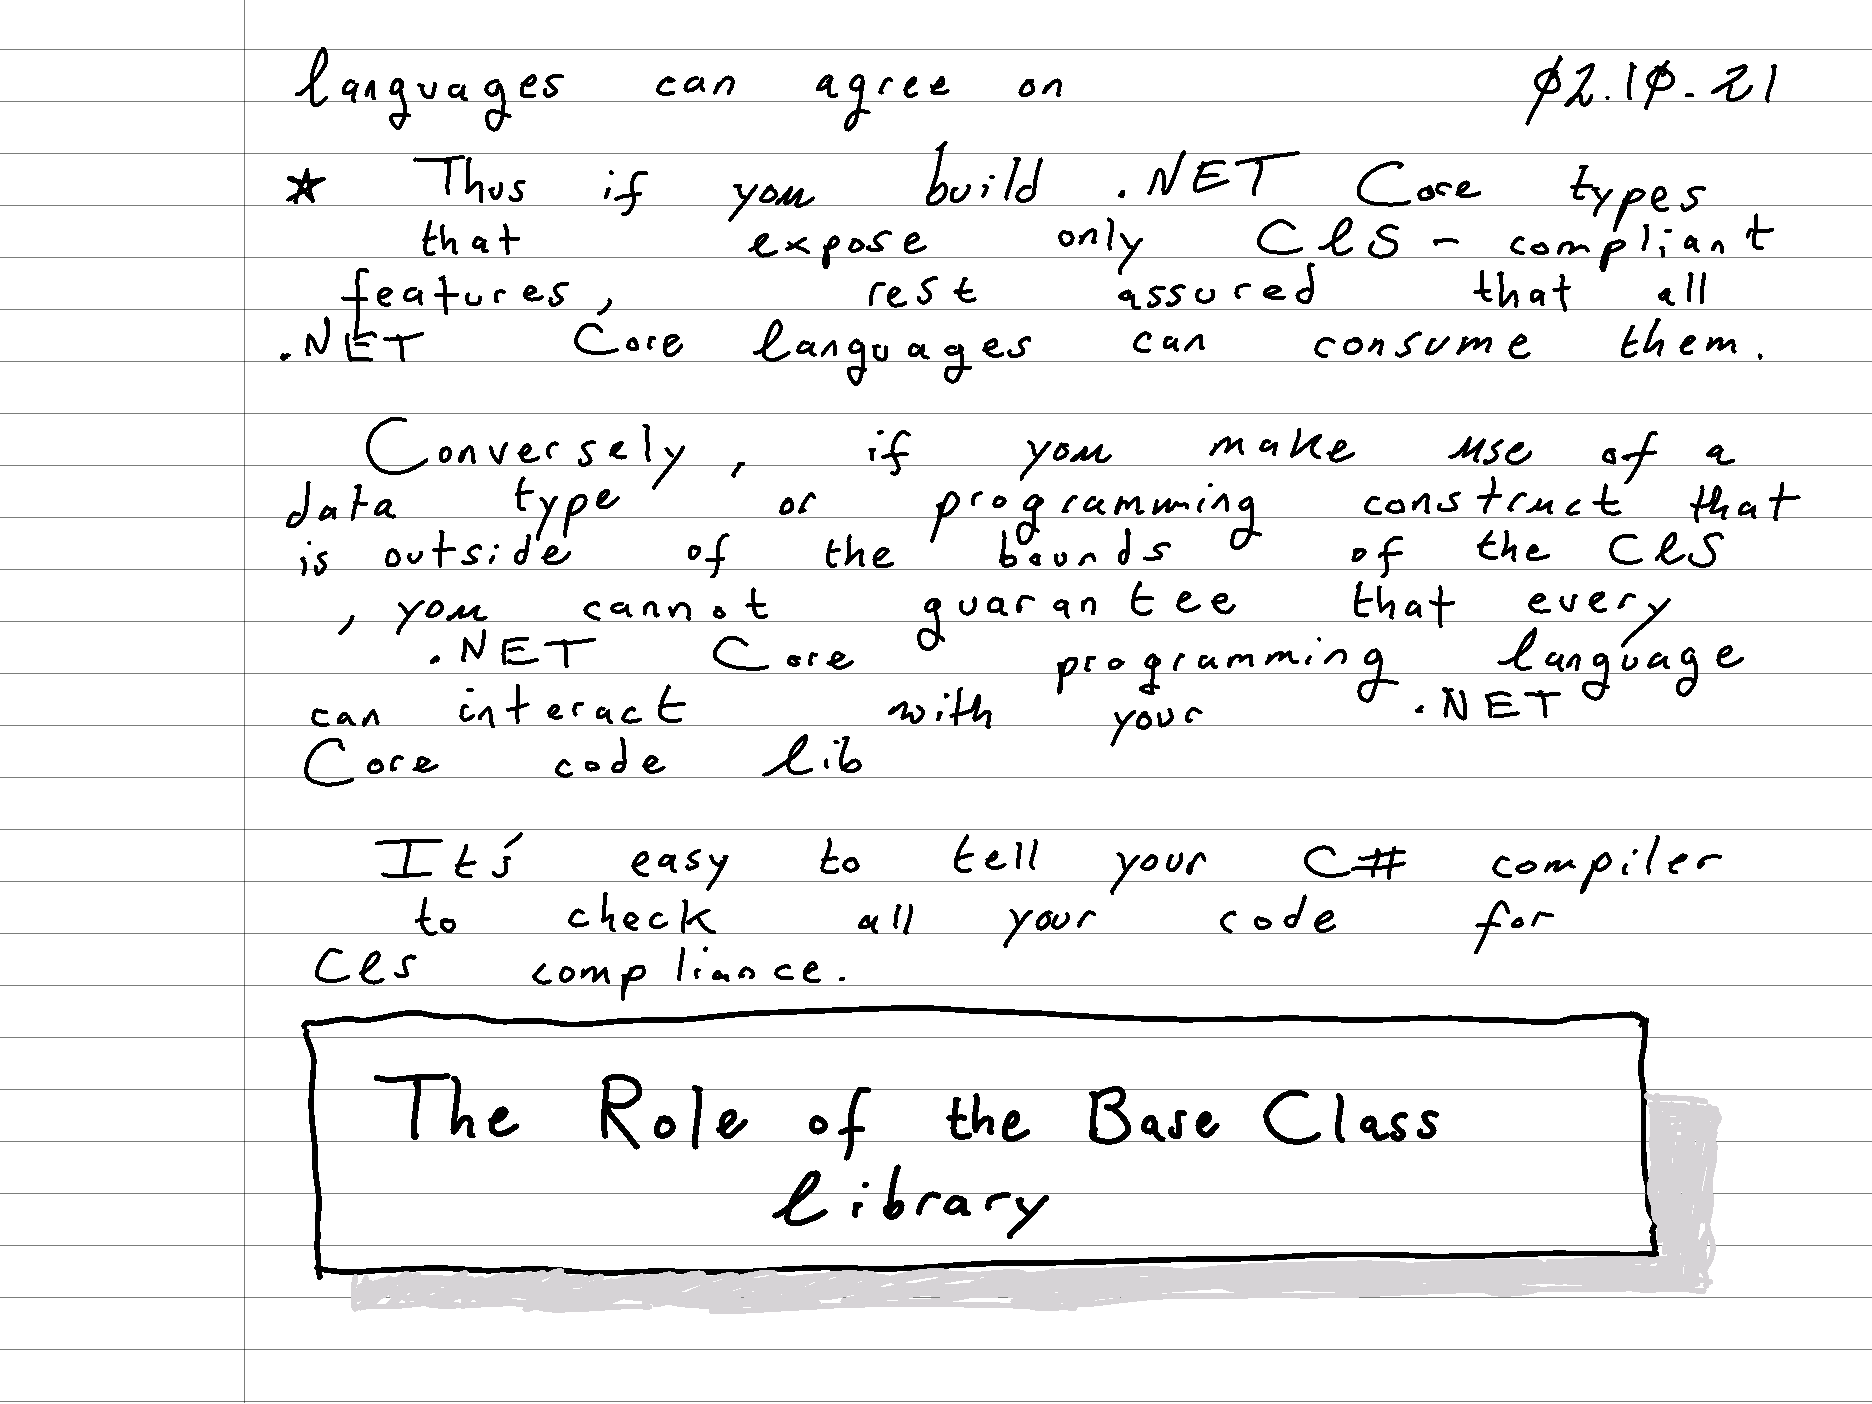 languages can agree on 02.10.21
* Thus if you build .NET Core types
that expose only CLS - compliant
features, rest assured that all
.NET Core languages can consume them.
Conversely, if you make use of a
data type or programming construct that
is outside of the bounds of the CLS
, you cannot guarantee that every
.NET Core programming language
can interact with your .NET
Core code lib
It's easy to tell your C# compiler
to check all your code for
CLS compliance.
The Role of the Base Class
Library